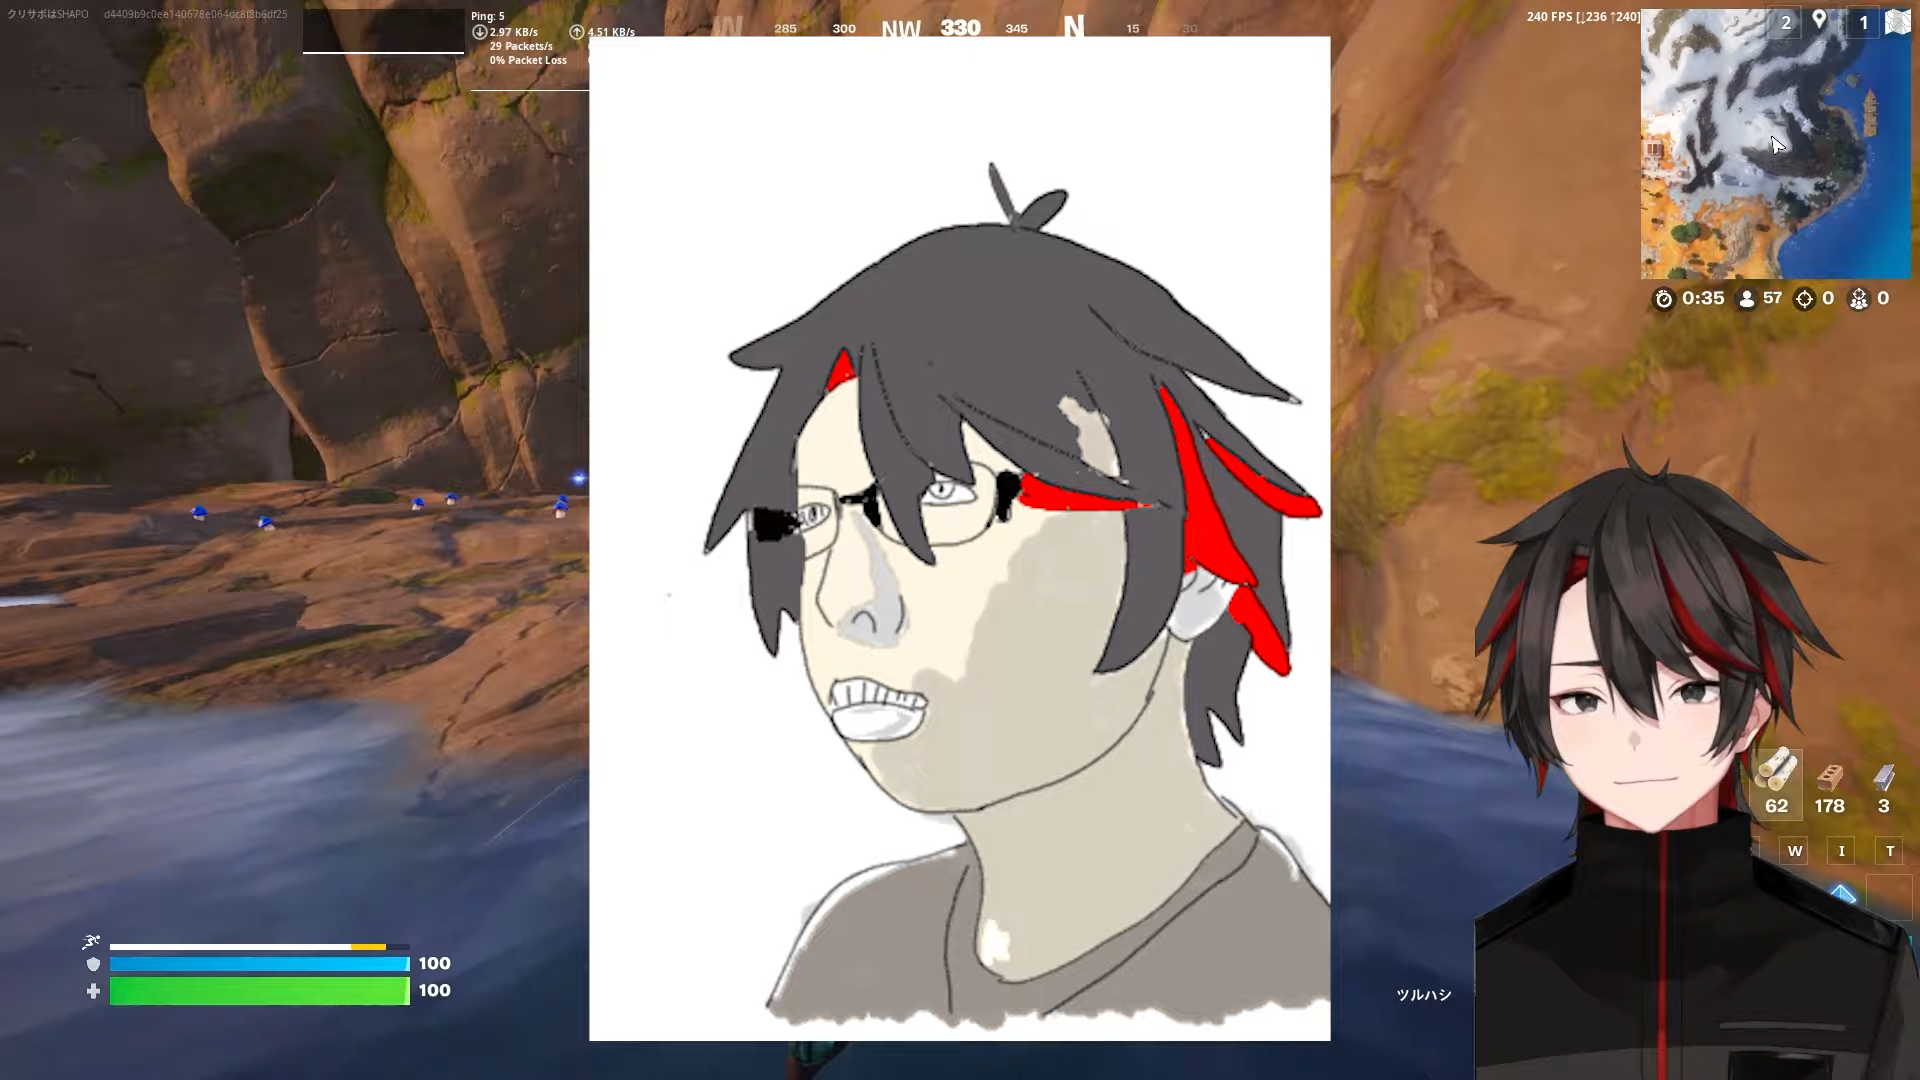 クリサポはSHAPO d4409b9c0ee140678e064dc8f8b6df25
Ping: 5
2.97 KB/s 4.51 KB/s
29 Packets/s
0% Packet Loss
W 285 300 NW 330 345 N 15 30
240 FPS [↓236 ↑240]
2 1
0:35 57 0 0
62 178 3
W I T
100
100
ツルハシ